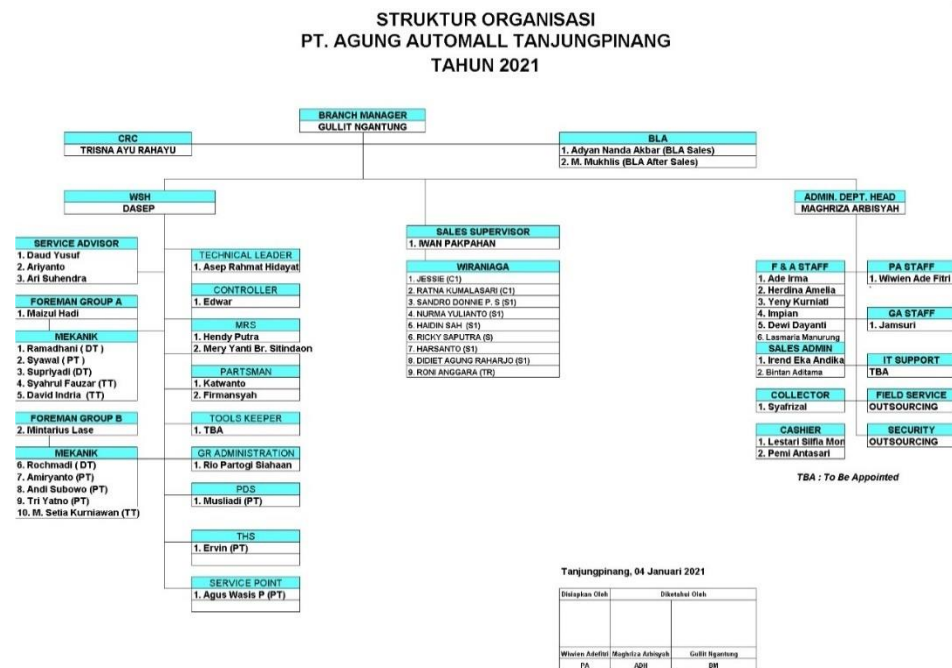 STRUKTUR ORGANISASI
PT. AGUNG AUTOMALL TANJUNGPINANG
TAHUN 2021
BRANCH MANAGER
GULLIT NGANTUNG
CRC
TRISNA AYU RAHAYU
BLA
1. Adyan Nanda Akbar (BLA Sales)
2. M. Mukhlis (BLA After Sales)
WSH
DASEP
SERVICE ADVISOR
1. Daud Yusuf
2. Ariyanto
3. Ari Suhendra
FOREMAN GROUP A
1. Maizul Hadi
MEKANIK
1. Ramadhani ( DT )
2. Syawal ( PT )
3. Supriyadi (DT)
4. Syahrul Fauzar (TT)
5. David Indria (TT)
FOREMAN GROUP B
2. Mintarius Lase
MEKANIK
6. Rochmadi ( DT)
7. Amiryanto (PT)
8. Andi Subowo (PT)
9. Tri Yatno (PT)
10. M. Setia Kurniawan (TT)
TECHNICAL LEADER
1. Asep Rahmat Hidayat
CONTROLLER
1. Edwar
MRS
1. Hendy Putra
2. Mery Yanti Br. Sitindaon
PARTSMAN
1. Katwanto
2. Firmansyah
TOOLS KEEPER
1. TBA
GR ADMINISTRATION
1. Rio Partogi Siahaan
PDS
1. Musliadi (PT)
THS
1. Ervin (PT)
SERVICE POINT
1. Agus Wasis P (PT)
SALES SUPERVISOR
1. IWAN PAKPAHAN
WIRANIAGA
1. JESSIE (C1)
2. RATNA KUMALASARI (C1)
3. SANDRO DONNIE P. S (S1)
4. NURMA YULIANTO (S1)
5. HAIDIN SAH (S1)
6. RICKY SAPUTRA (S)
7. HARSANTO (S1)
8. DIDIET AGUNG RAHARJO (S1)
9. RONI ANGGARA (TR)
ADMIN. DEPT. HEAD
MAGHRIZA ARBISYAH
F & A STAFF
1. Ade Irma
2. Herdina Amelia
3. Yeny Kurniati
4. Impian
5. Dewi Dayanti
6. Lasmaria Manurung
SALES ADMIN
1. Irend Eka Andika
2. Bintan Aditama
COLLECTOR
1. Syafrizal
CASHIER
1. Lestari Silfia Mon
2. Pemi Antasari
PA STAFF
1. Wiwien Ade Fitri
GA STAFF
1. Jamsuri
IT SUPPORT
TBA
FIELD SERVICE
OUTSOURCING
SECURITY
OUTSOURCING
TBA : To Be Appointed
Tanjungpinang, 04 Januari 2021
Disiapkan Oleh Diketahui Oleh
Wiwien Adefitri Maghriza Arbisyah Gullit Ngantung
PA ADH BM